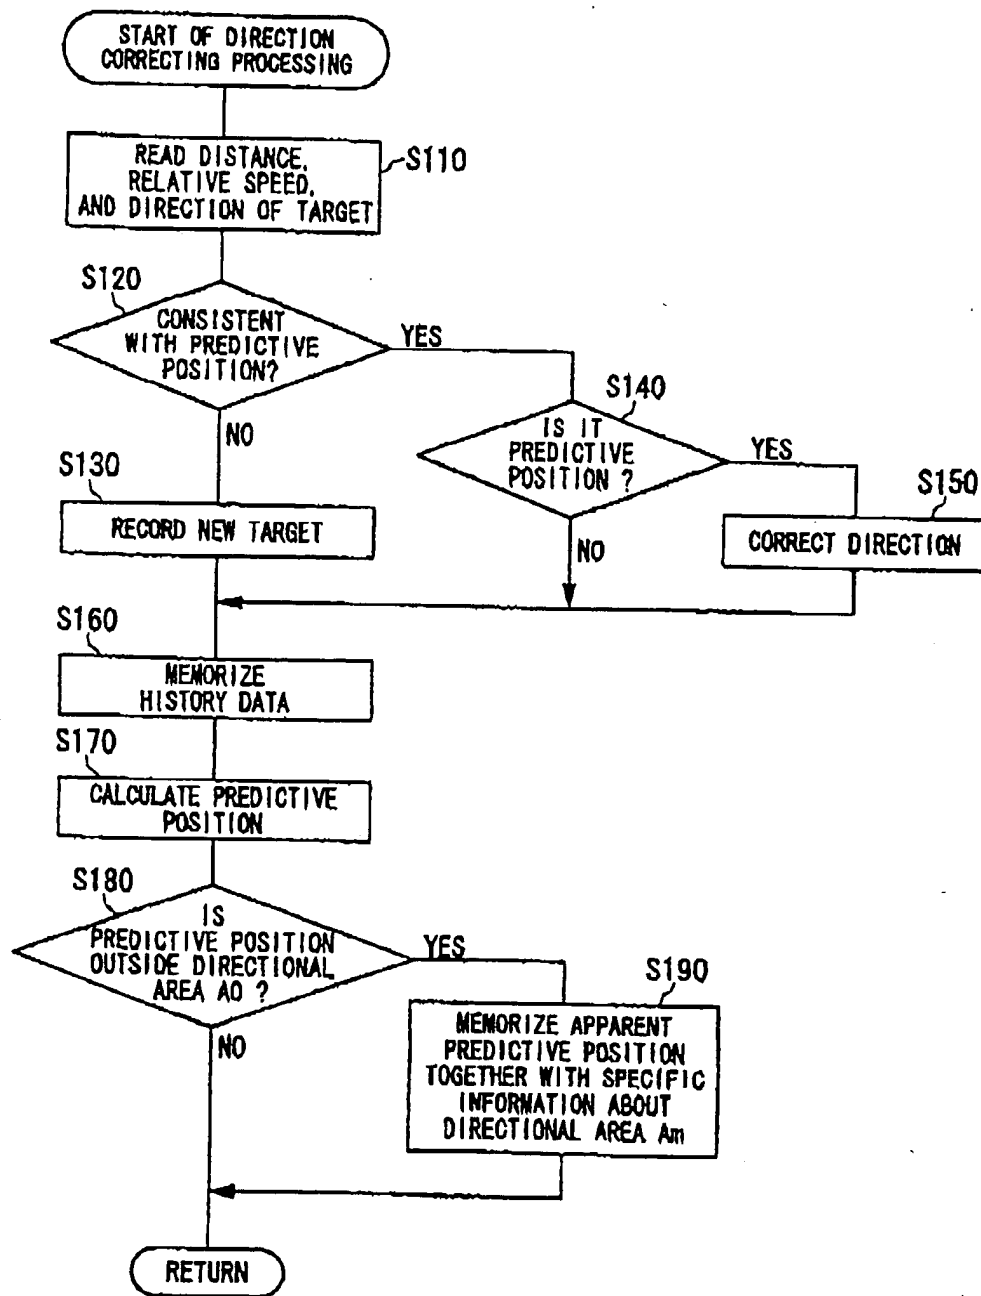 START OF DIRECTION
CORRECTING PROCESSING
READ DISTANCE,
RELATIVE SPEED,
AND DIRECTION OF TARGET
S110
S120
CONSISTENT
WITH PREDICTIVE
POSITION?
YES
NO
S140
IS IT
PREDICTIVE
POSITION ?
YES
NO
S130
RECORD NEW TARGET
S150
CORRECT DIRECTION
S160
MEMORIZE
HISTORY DATA
S170
CALCULATE PREDICTIVE
POSITION
S180
IS
PREDICTIVE POSITION
OUTSIDE DIRECTIONAL
AREA A0 ?
YES
NO
S190
MEMORIZE APPARENT
PREDICTIVE POSITION
TOGETHER WITH SPECIFIC
INFORMATION ABOUT
DIRECTIONAL AREA Am
RETURN